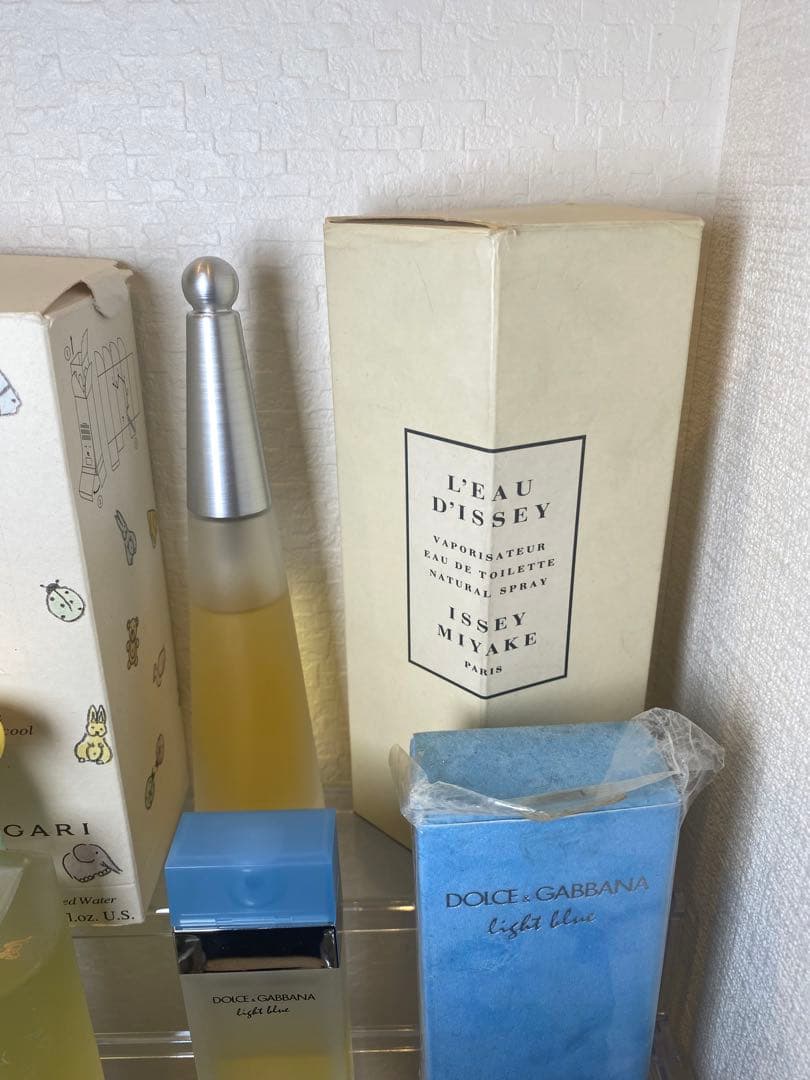 L'EAU
D'ISSEY
VAPORISATEUR
EAU DE TOILETTE
NATURAL SPRAY
ISSEY
MIYAKE
PARIS
cool
GARI
ed Water
l.oz. U.S.
DOLCE & GABBANA
light blue
DOLCE & GABBANA
light blue